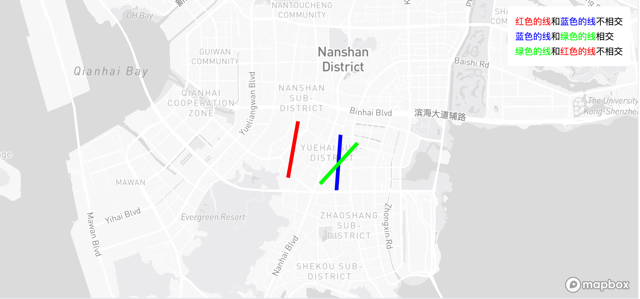 NANTOUCHENG
COMMUNITY
OH Bay
Qianhai Bay
GUIWAN
COMMUNITY
Nanshan
District
QIANHAI
COOPERATION
ZONE
Yueliangwan Blvd
NANSHAN
SUB-
DISTRICT
Baishi Rd
Binhai Blvd
滨海大道辅路
The University
Kong-Shenzhen
YUEHAI SUB-
DISTRICT
MAWAN
Yihai Blvd
Mawan Blvd
Evergreen Resort
ZHAOSHANG
SUB-
DISTRICT
Zhongxin Rd
Nanhai Blvd
SHEKOU SUB-
DISTRICT
红色的线和蓝色的线不相交
蓝色的线和绿色的线相交
绿色的线和红色的线不相交
mapbox